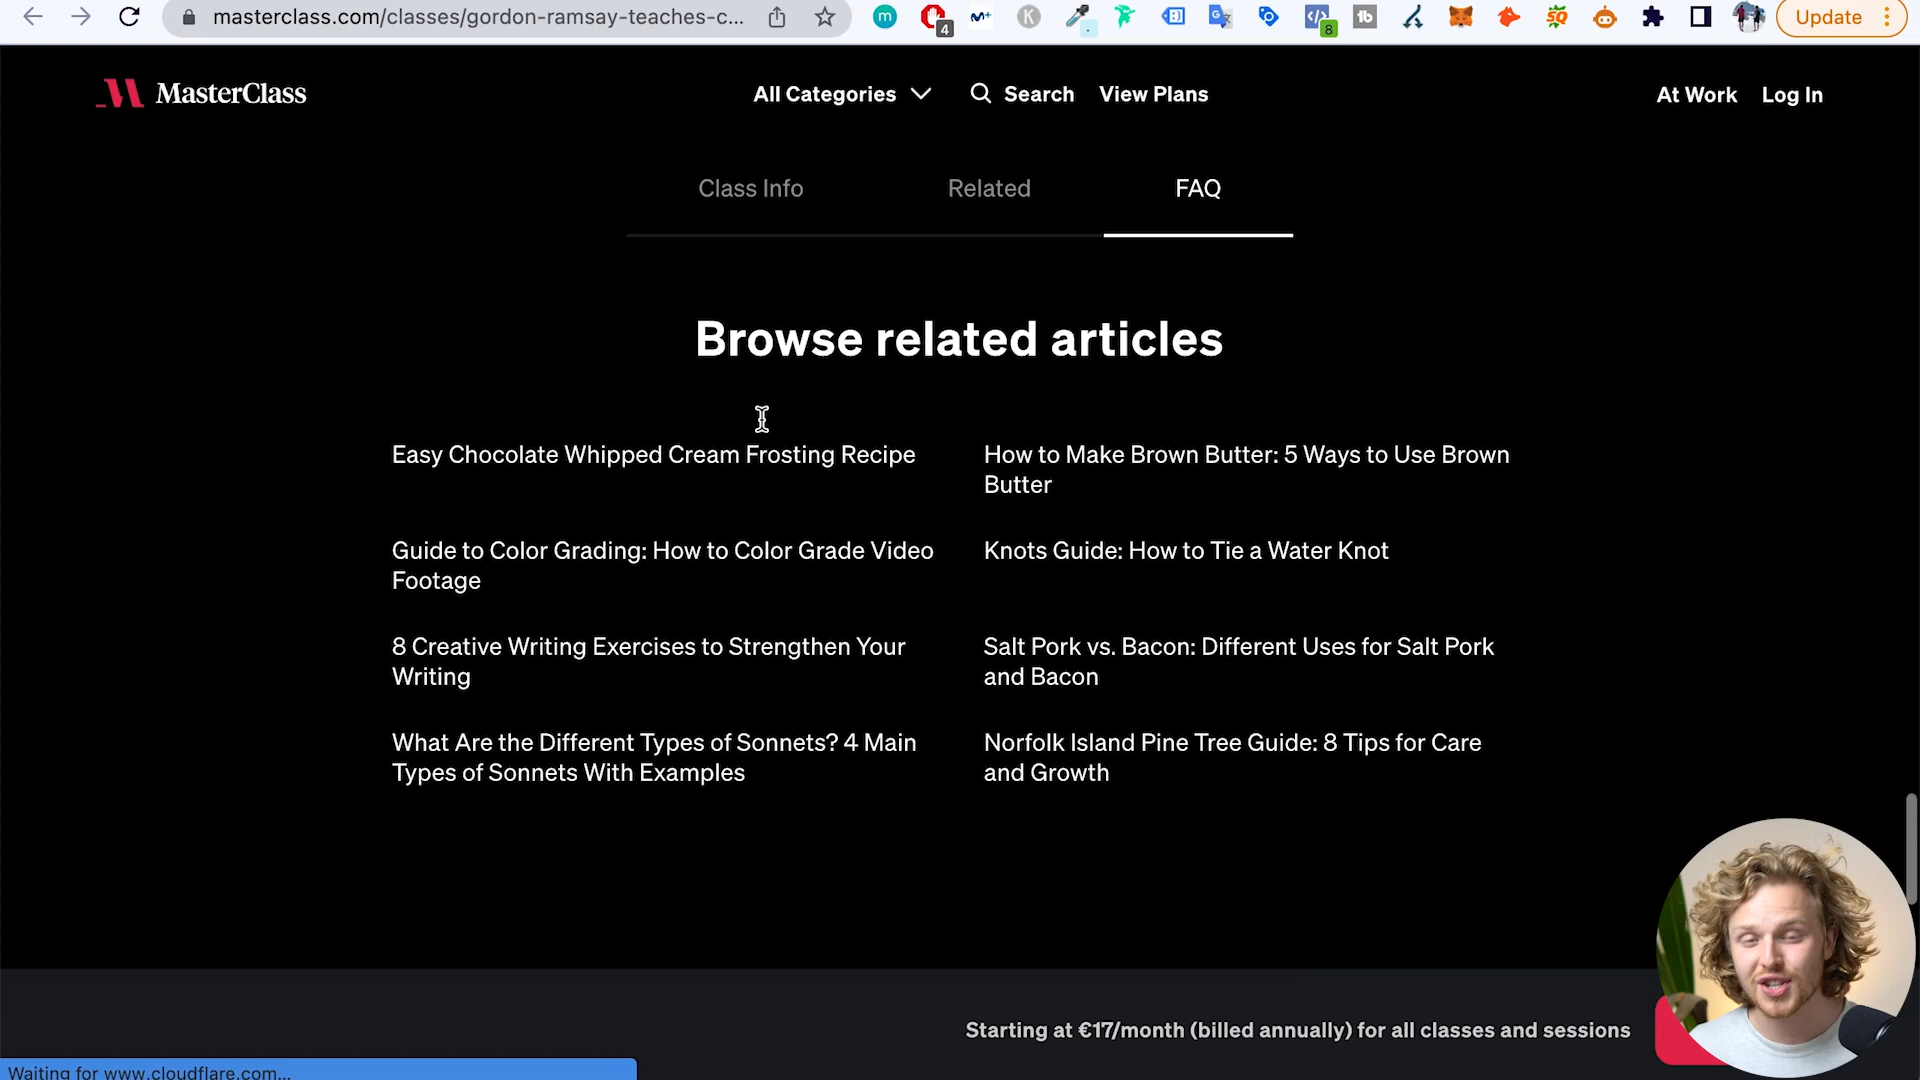 masterclass.com/classes/gordon-ramsay-teaches-c...
m
4
K
8
tb
SQ
Update
MasterClass
All Categories
Search
View Plans
At Work
Log In
Class Info
Related
FAQ
Browse related articles
Easy Chocolate Whipped Cream Frosting Recipe
How to Make Brown Butter: 5 Ways to Use Brown
Butter
Guide to Color Grading: How to Color Grade Video
Footage
Knots Guide: How to Tie a Water Knot
8 Creative Writing Exercises to Strengthen Your
Writing
Salt Pork vs. Bacon: Different Uses for Salt Pork
and Bacon
What Are the Different Types of Sonnets? 4 Main
Types of Sonnets With Examples
Norfolk Island Pine Tree Guide: 8 Tips for Care
and Growth
Starting at €17/month (billed annually) for all classes and sessions
Waiting for www.cloudflare.com...